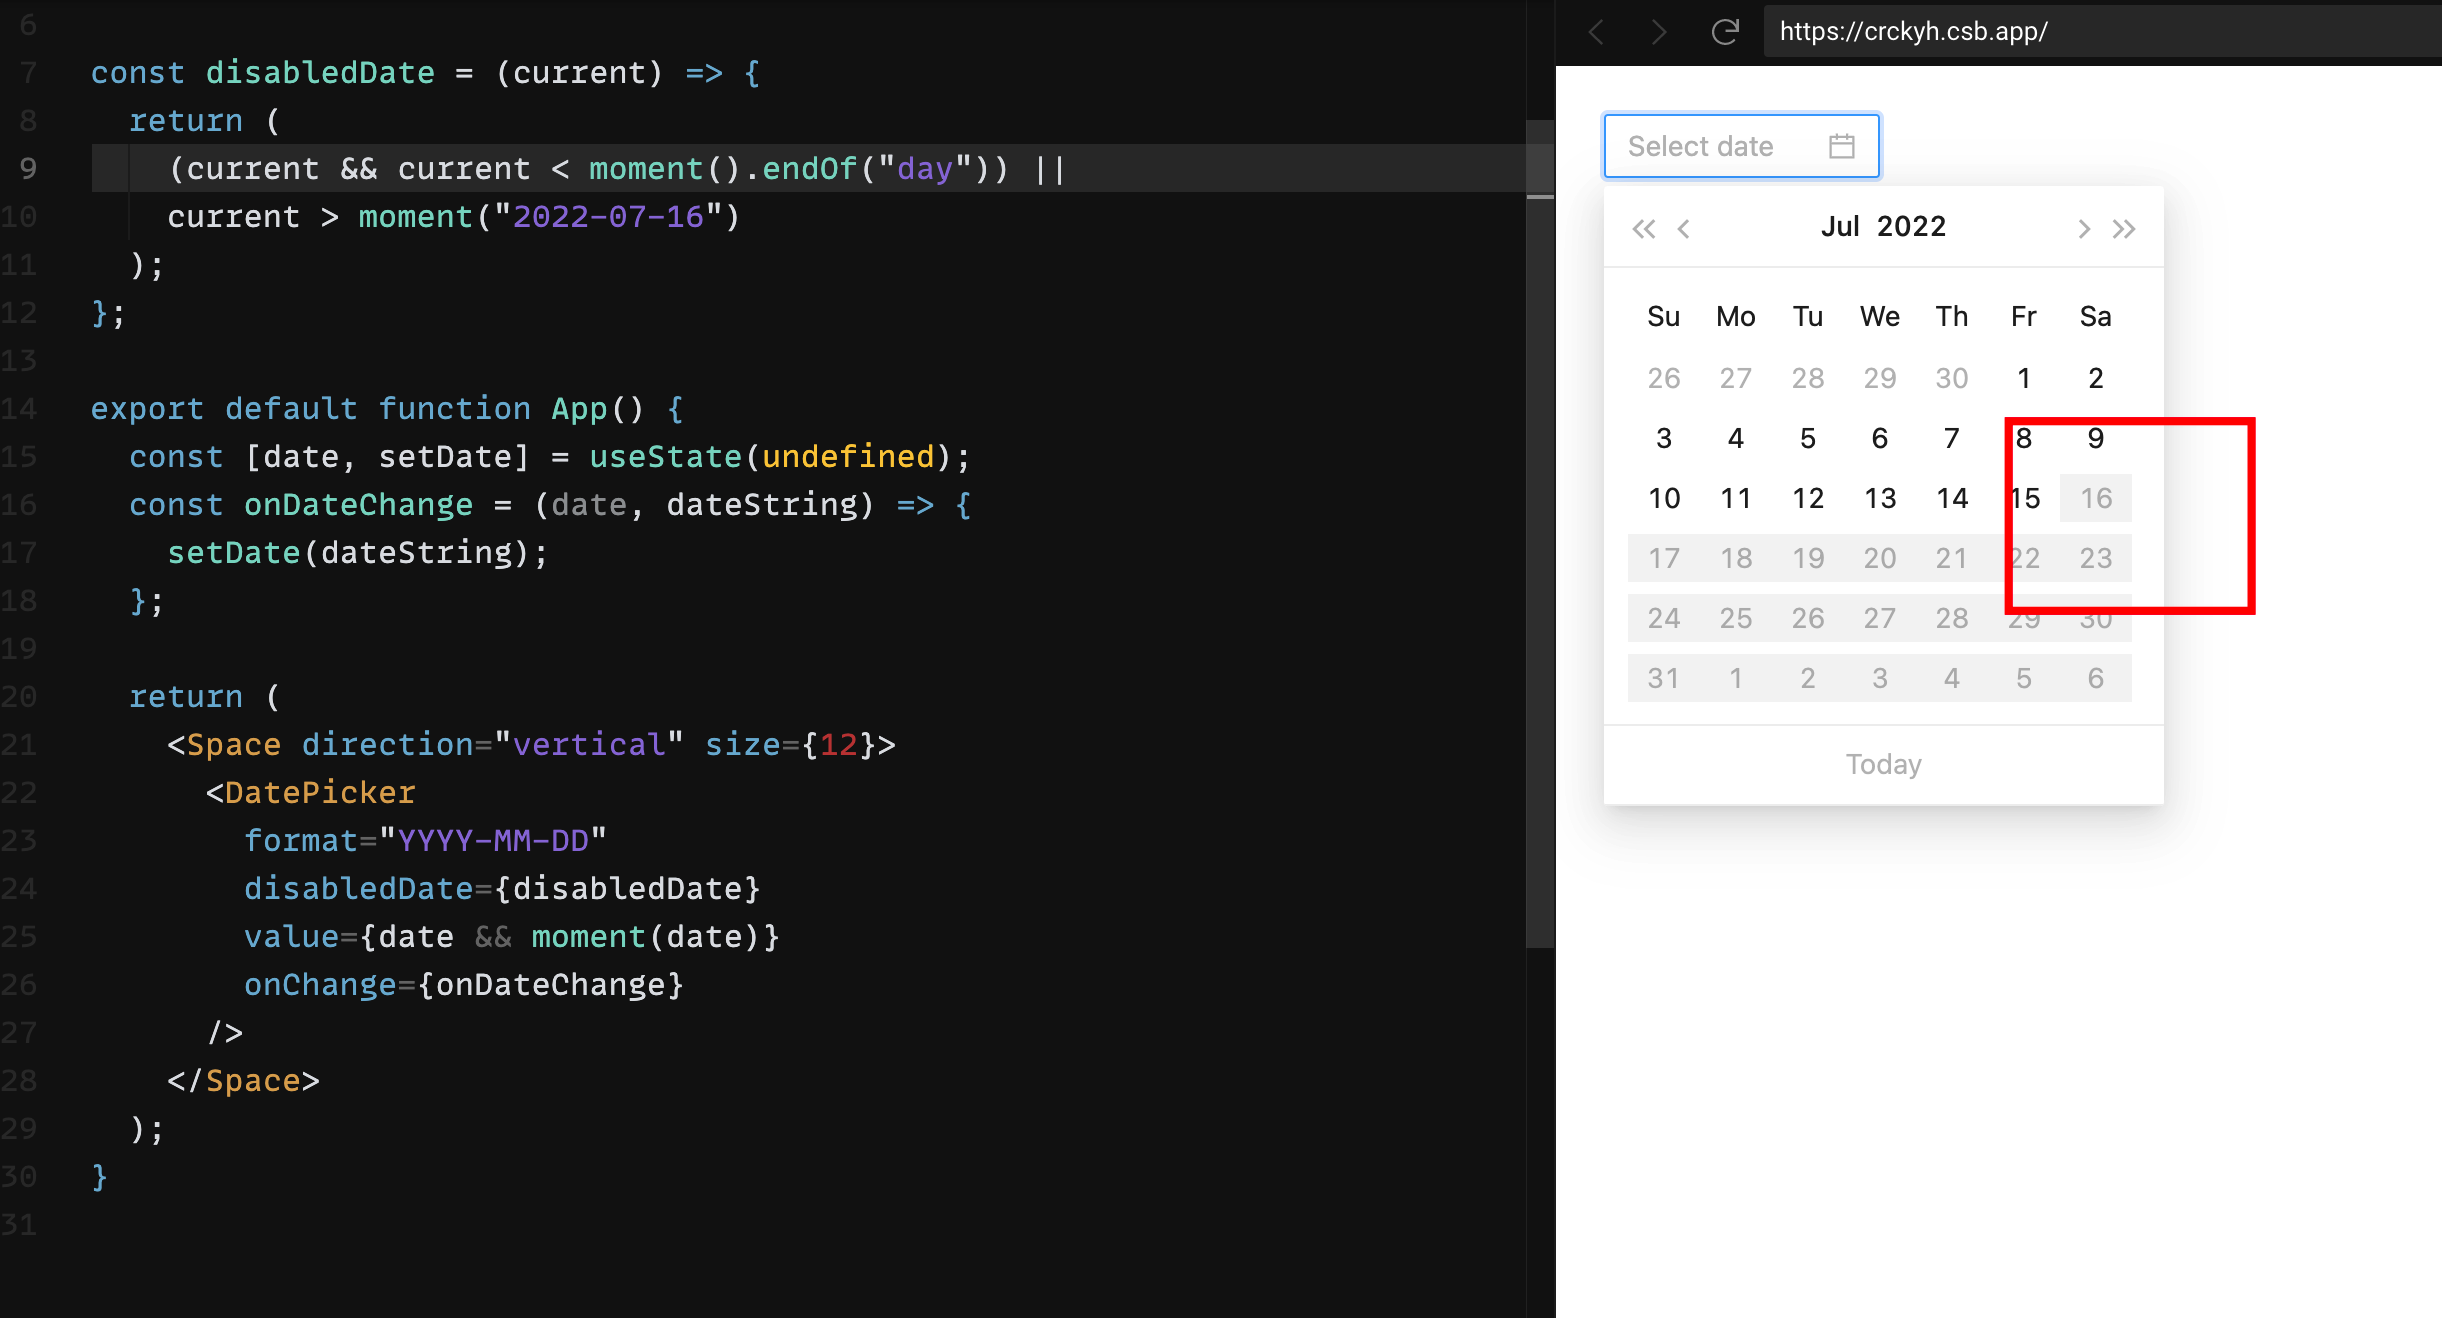 6
7 const disabledDate = (current) => {
8 return (
9 (current && current < moment().endOf("day")) ||
10 current > moment("2022-07-16")
11 );
12 };
13
14 export default function App() {
15 const [date, setDate] = useState(undefined);
16 const onDateChange = (date, dateString) => {
17 setDate(dateString);
18 };
19
20 return (
21 <Space direction="vertical" size={12}>
22 <DatePicker
23 format="YYYY-MM-DD"
24 disabledDate={disabledDate}
25 value={date && moment(date)}
26 onChange={onDateChange}
27 />
28 </Space>
29 );
30 }
31
https://crckyh.csb.app/
Select date
Jul 2022
Su Mo Tu We Th Fr Sa
26 27 28 29 30 1 2
3 4 5 6 7 8 9
10 11 12 13 14 15 16
17 18 19 20 21 22 23
24 25 26 27 28 29 30
31 1 2 3 4 5 6
Today